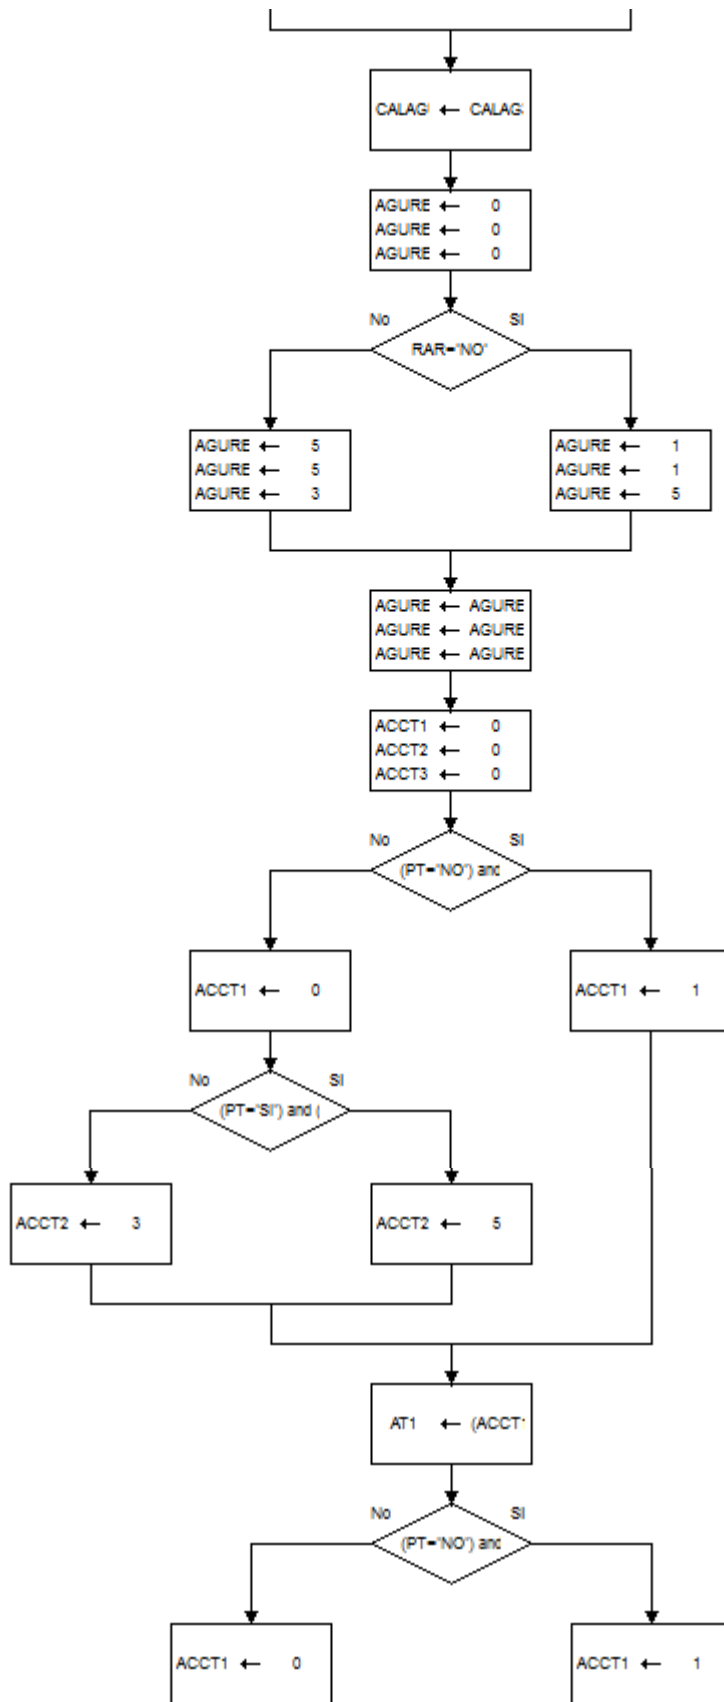 CALAG ← CALAG
AGURE ← 0
AGURE ← 0
AGURE ← 0
No SI
RAR="NO"
AGURE ← 5
AGURE ← 5
AGURE ← 3
AGURE ← 1
AGURE ← 1
AGURE ← 5
AGURE ← AGURE
AGURE ← AGURE
AGURE ← AGURE
ACCT1 ← 0
ACCT2 ← 0
ACCT3 ← 0
No SI
(PT="NO") and
ACCT1 ← 0
ACCT1 ← 1
No SI
(PT="SI") and (
ACCT2 ← 3
ACCT2 ← 5
AT1 ← (ACCT
No SI
(PT="NO") and
ACCT1 ← 0
ACCT1 ← 1